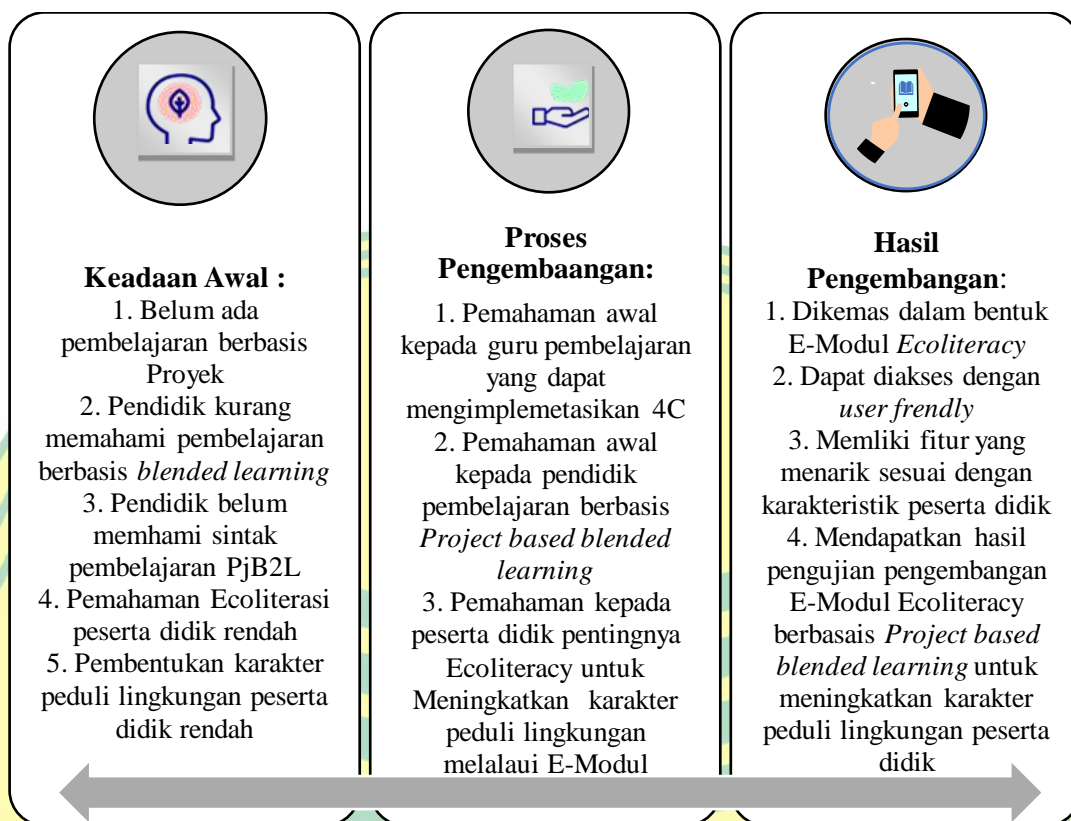 Keadaan Awal :
1. Belum ada
pembelajaran berbasis
Proyek
2. Pendidik kurang
memahami pembelajaran
berbasis blended learning
3. Pendidik belum
memhami sintak
pembelajaran PjB2L
4. Pemahaman Ecoliterasi
peserta didik rendah
5. Pembentukan karakter
peduli lingkungan peserta
didik rendah
Proses
Pengembaangan:
1. Pemahaman awal
kepada guru pembelajaran
yang dapat
mengimplemetasikan 4C
2. Pemahaman awal
kepada pendidik
pembelajaran berbasis
Project based blended
learning
3. Pemahaman kepada
peserta didik pentingnya
Ecoliteracy untuk
Meningkatkan karakter
peduli lingkungan
melalaui E-Modul
Hasil
Pengembangan:
1. Dikemas dalam bentuk
E-Modul Ecoliteracy
2. Dapat diakses dengan
user frendly
3. Memliki fitur yang
menarik sesuai dengan
karakteristik peserta didik
4. Mendapatkan hasil
pengujian pengembangan
E-Modul Ecoliteracy
berbasais Project based
blended learning untuk
meningkatkan karakter
peduli lingkungan peserta
didik